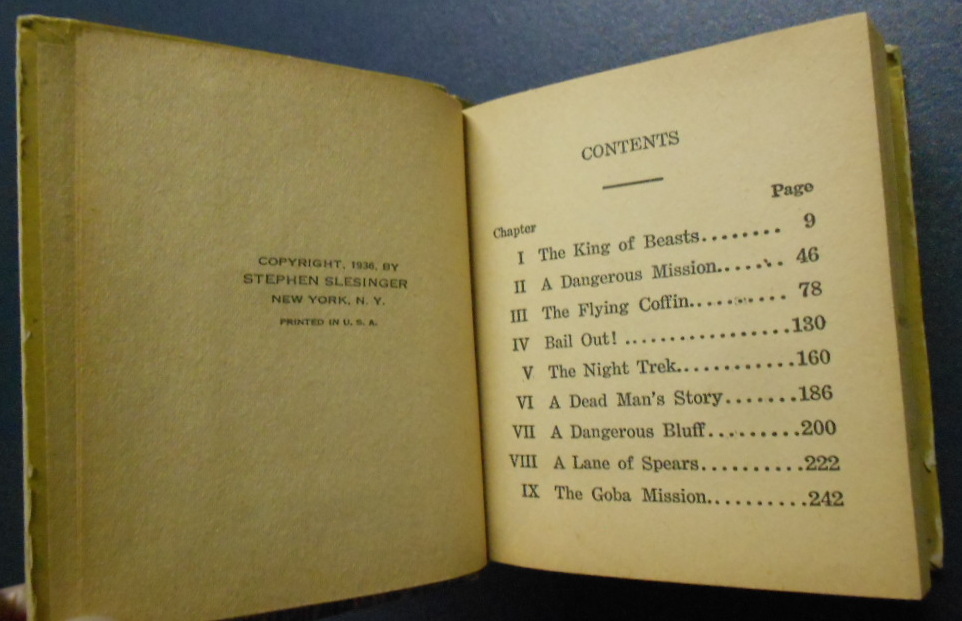 COPYRIGHT, 1936, BY
STEPHEN SLESINGER
NEW YORK, N. Y.
PRINTED IN U. S. A.
CONTENTS
Page
Chapter
I The King of Beasts........ 9
II A Dangerous Mission....... 46
III The Flying Coffin.......... 78
IV Bail Out! ................130
V The Night Trek............160
VI A Dead Man's Story.......186
VII A Dangerous Bluff.........200
VIII A Lane of Spears..........222
IX The Goba Mission..........242